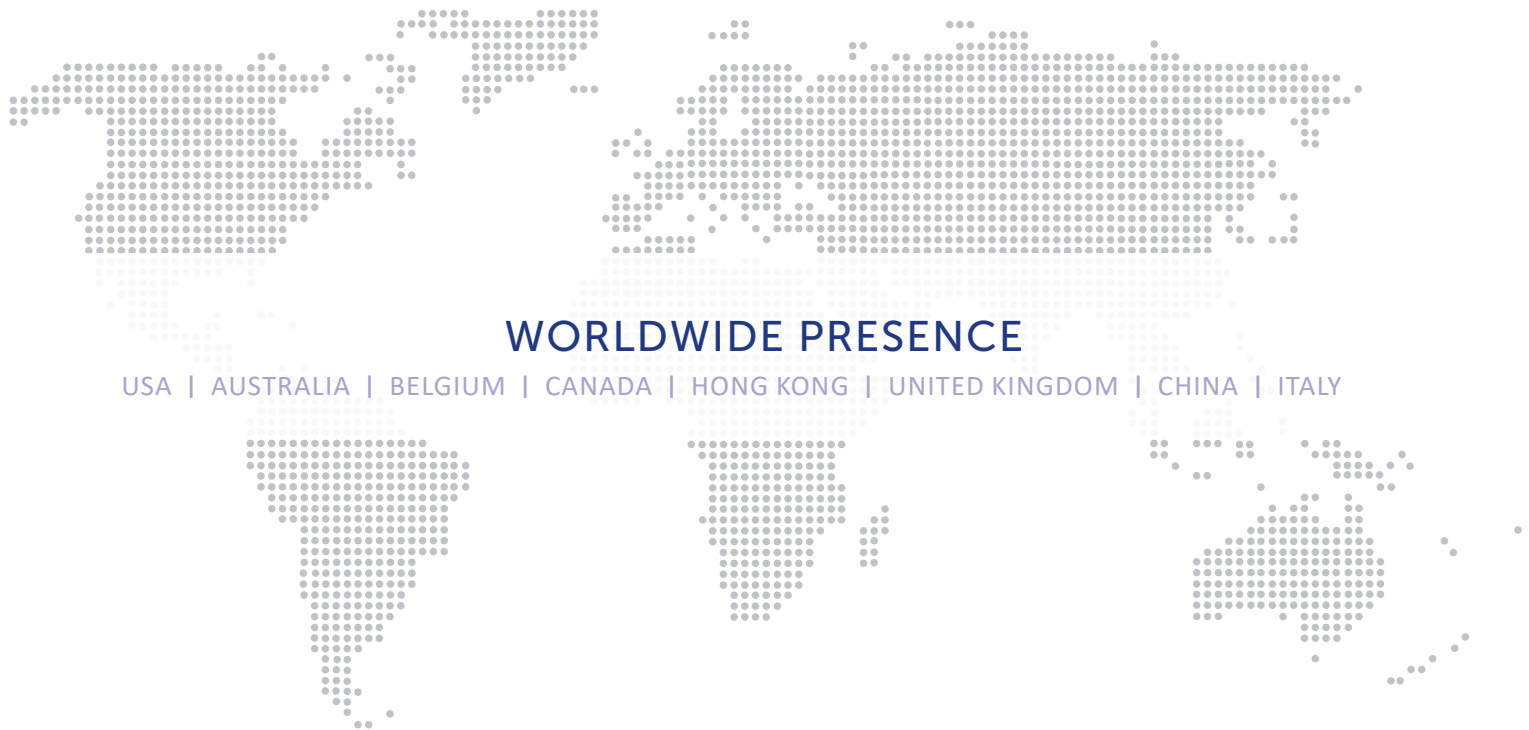 WORLDWIDE PRESENCE
USA | AUSTRALIA | BELGIUM | CANADA | HONG KONG | UNITED KINGDOM | CHINA | ITALY